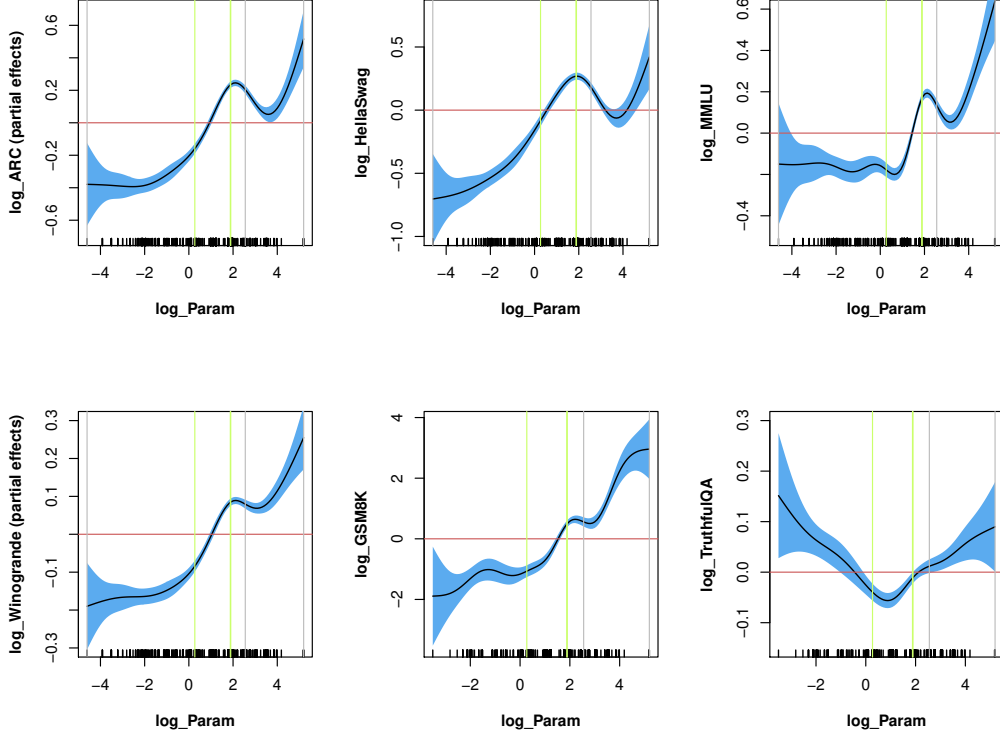 log_ARC (partial effects)
0.6
0.2
−0.2
−0.6
−4 −2 0 2 4
log_Param
log_HellaSwag
0.5
0.0
−0.5
−1.0
−4 −2 0 2 4
log_Param
log_MMLU
0.6
0.4
0.2
0.0
−0.4
−4 −2 0 2 4
log_Param
log_Winogrande (partial effects)
0.3
0.1
−0.1
−0.3
−4 −2 0 2 4
log_Param
log_GSM8K
4
2
0
−2
−2 0 2 4
log_Param
log_TruthfulQA
0.3
0.2
0.1
0.0
−0.1
−2 0 2 4
log_Param